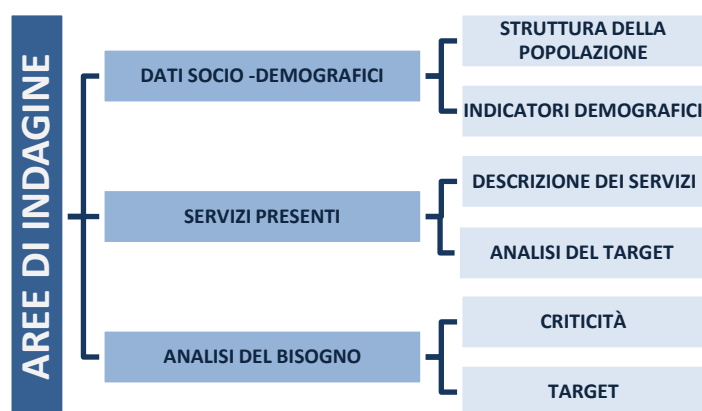 AREE DI INDAGINE
DATI SOCIO -DEMOGRAFICI
STRUTTURA DELLA
POPOLAZIONE
INDICATORI DEMOGRAFICI
SERVIZI PRESENTI
DESCRIZIONE DEI SERVIZI
ANALISI DEL TARGET
ANALISI DEL BISOGNO
CRITICITÀ
TARGET